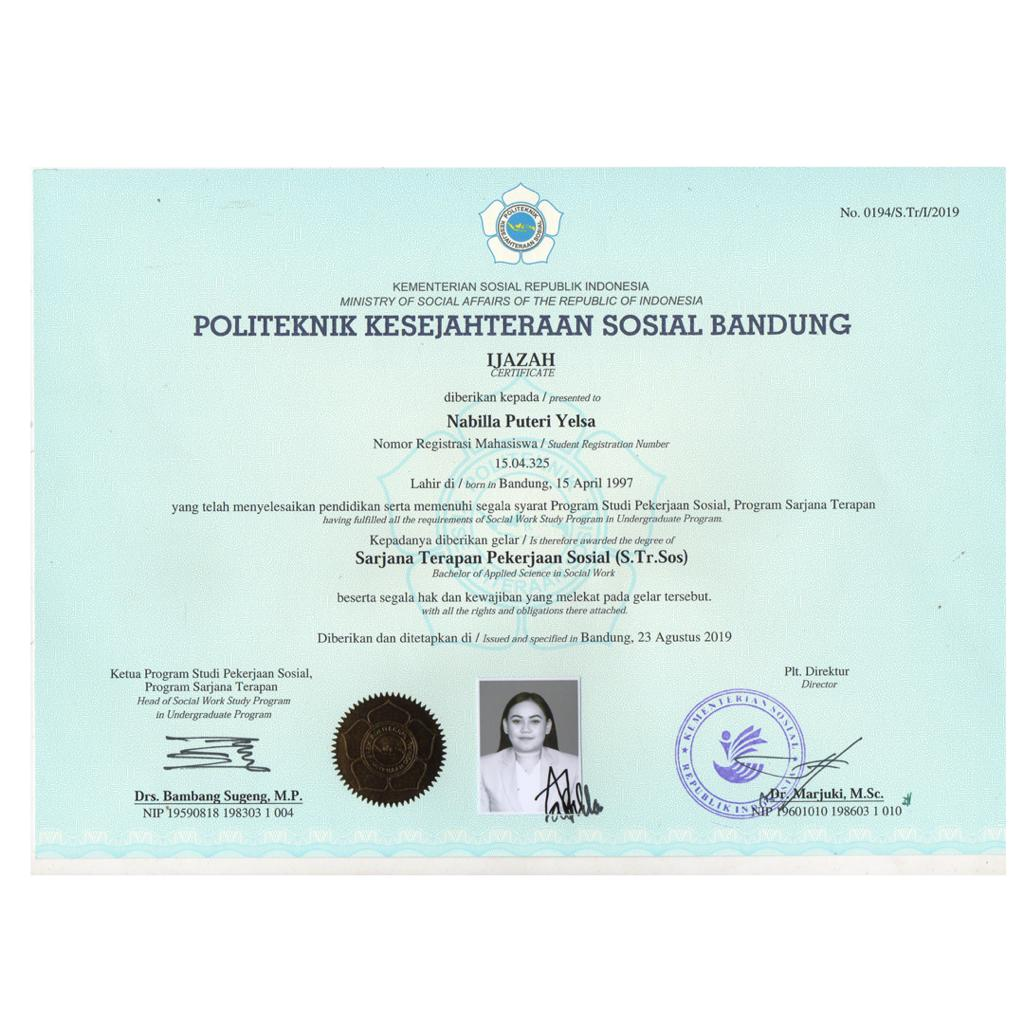 No. 0194/S.Tr/I/2019
POLITEKNIK KESEJAHTERAAN SOSIAL
KEMENTERIAN SOSIAL REPUBLIK INDONESIA
MINISTRY OF SOCIAL AFFAIRS OF THE REPUBLIC OF INDONESIA
POLITEKNIK KESEJAHTERAAN SOSIAL BANDUNG
IJAZAH
CERTIFICATE
diberikan kepada / presented to
Nabilla Puteri Yelsa
Nomor Registrasi Mahasiswa / Student Registration Number
15.04.325
Lahir di / born in Bandung, 15 April 1997
yang telah menyelesaikan pendidikan serta memenuhi segala syarat Program Studi Pekerjaan Sosial, Program Sarjana Terapan
having fulfilled all the requirements of Social Work Study Program in Undergraduate Program.
Kepadanya diberikan gelar / Is therefore awarded the degree of
Sarjana Terapan Pekerjaan Sosial (S.Tr.Sos)
Bachelor of Applied Science in Social Work
beserta segala hak dan kewajiban yang melekat pada gelar tersebut.
with all the rights and obligations there attached.
Diberikan dan ditetapkan di / Issued and specified in Bandung, 23 Agustus 2019
Ketua Program Studi Pekerjaan Sosial,
Program Sarjana Terapan
Head of Social Work Study Program
in Undergraduate Program
Drs. Bambang Sugeng, M.P.
NIP 19590818 198303 1 004
Plt. Direktur
Director
KEMENTERIAN SOSIAL
REPUBLIK INDONESIA
Dr. Marjuki, M.Sc.
NIP 19601010 198603 1 010